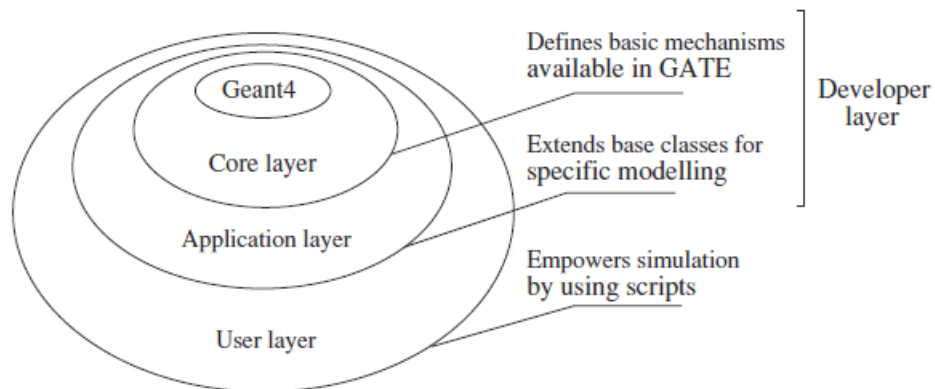 Geant4
Core layer
Application layer
User layer
Defines basic mechanisms
available in GATE
Extends base classes for
specific modelling
Empowers simulation
by using scripts
Developer
layer